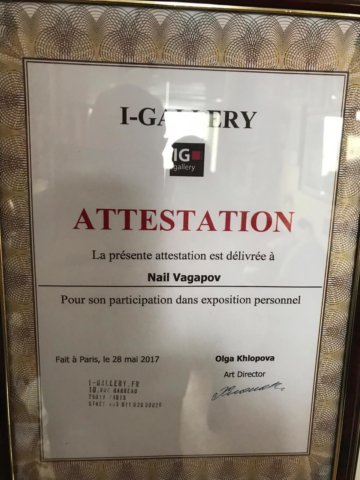 I-GALLERY
IG
gallery
ATTESTATION
La présente attestation est délivrée à
Nail Vagapov
Pour son participation dans exposition personnel
Fait à Paris, le 28 mai 2017
Olga Khlopova
Art Director
I-GALLERY.FR